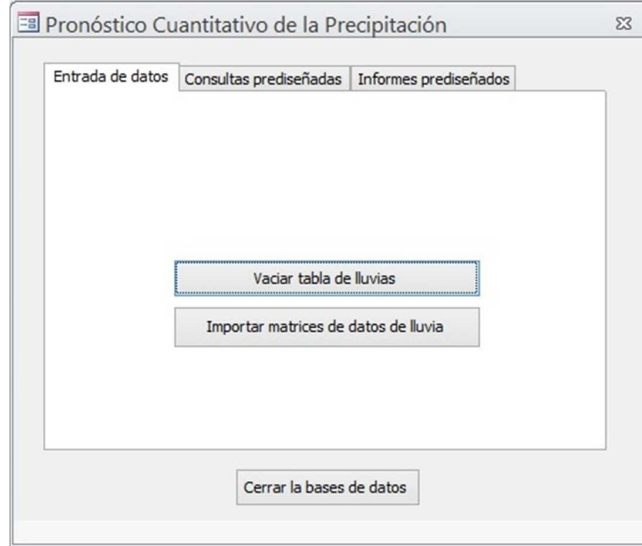 Pronóstico Cuantitativo de la Precipitación
Entrada de datos Consultas prediseñadas Informes prediseñados
Vaciar tabla de lluvias
Importar matrices de datos de lluvia
Cerrar la bases de datos